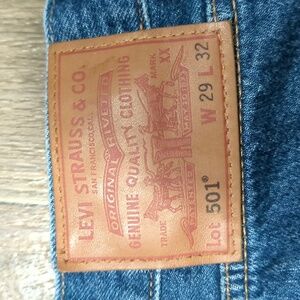 LEVI STRAUSS & CO.
SAN FRANCISCO, CAL.
ORIGINAL RIVETED
GENUINE QUALITY CLOTHING
TRADE MARK
XX
Lot 501® W 29 L 32